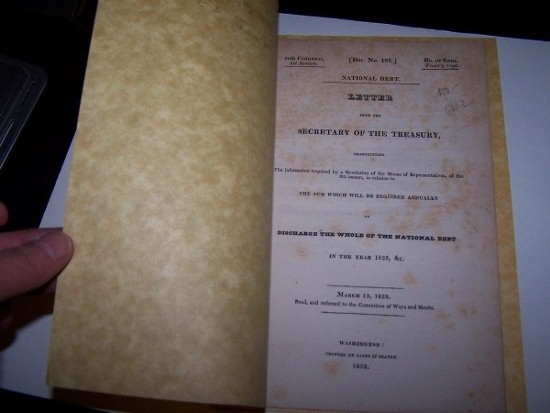 20th Congress, [Doc. No. 193.] Ho. of Reps.
1st Session. Treas'y Dept.
NATIONAL DEBT.
LETTER
FROM THE
SECRETARY OF THE TREASURY,
TRANSMITTING
The information required by a Resolution of the House of Representatives, of the
8th instant, in relation to
THE SUM WHICH WILL BE REQUIRED ANNUALLY
TO
DISCHARGE THE WHOLE OF THE NATIONAL DEBT
IN THE YEAR 1835, &c.
March 13, 1828.
Read, and referred to the Committee of Ways and Means
WASHINGTON:
PRINTED BY GALES & SEATON
1828.